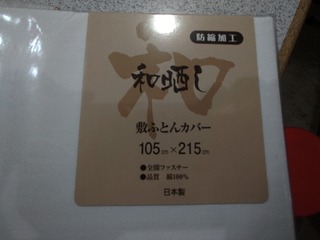 防縮加工
和
和晒し
敷ふとんカバー
105cm×215cm
●全開ファスナー
●品質 綿100%
日本製